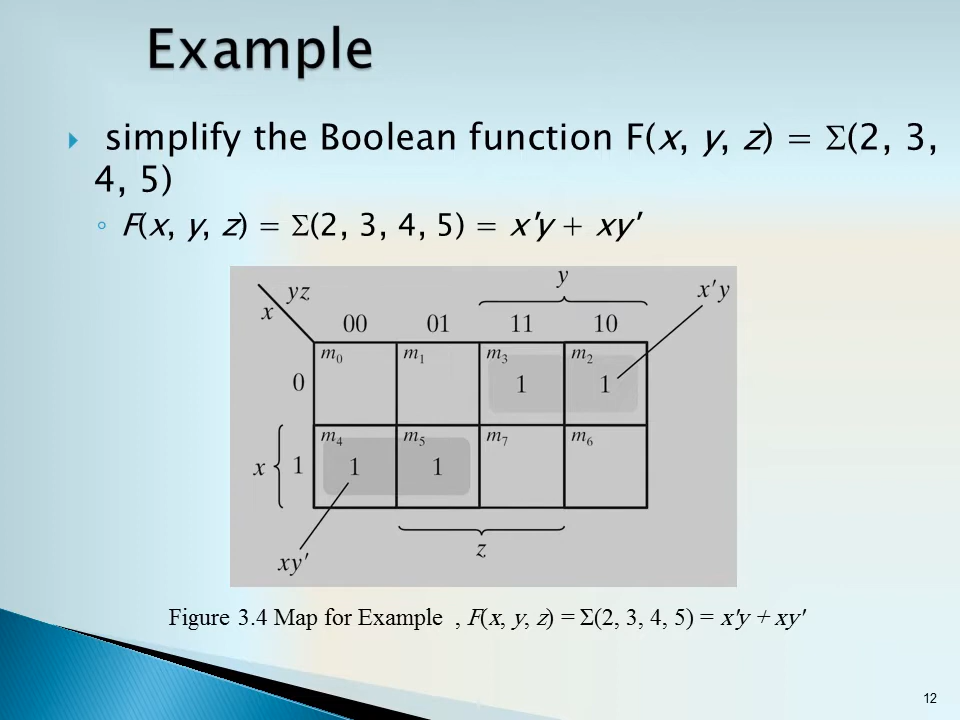 Example
simplify the Boolean function F(x, y, z) = Σ(2, 3,
4, 5)
F(x, y, z) = Σ(2, 3, 4, 5) = x'y + xy'
y
x'y
yz
x
00 01 11 10
m0 m1 m3 m2
0 1 1
m4 m5 m7 m6
x 1 1 1
z
xy'
Figure 3.4 Map for Example , F(x, y, z) = Σ(2, 3, 4, 5) = x'y + xy'
12